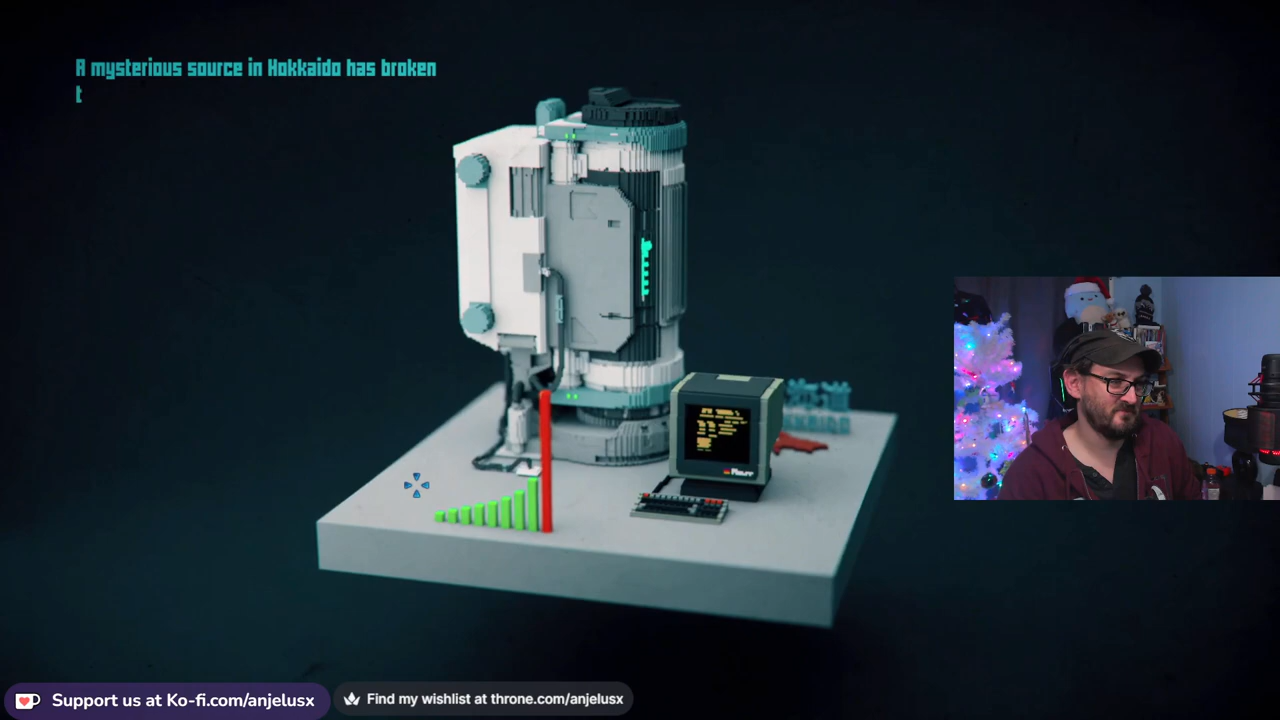 A mysterious source in Hokkaido has broken
t
Support us at Ko-fi.com/anjelusx
Find my wishlist at throne.com/anjelusx